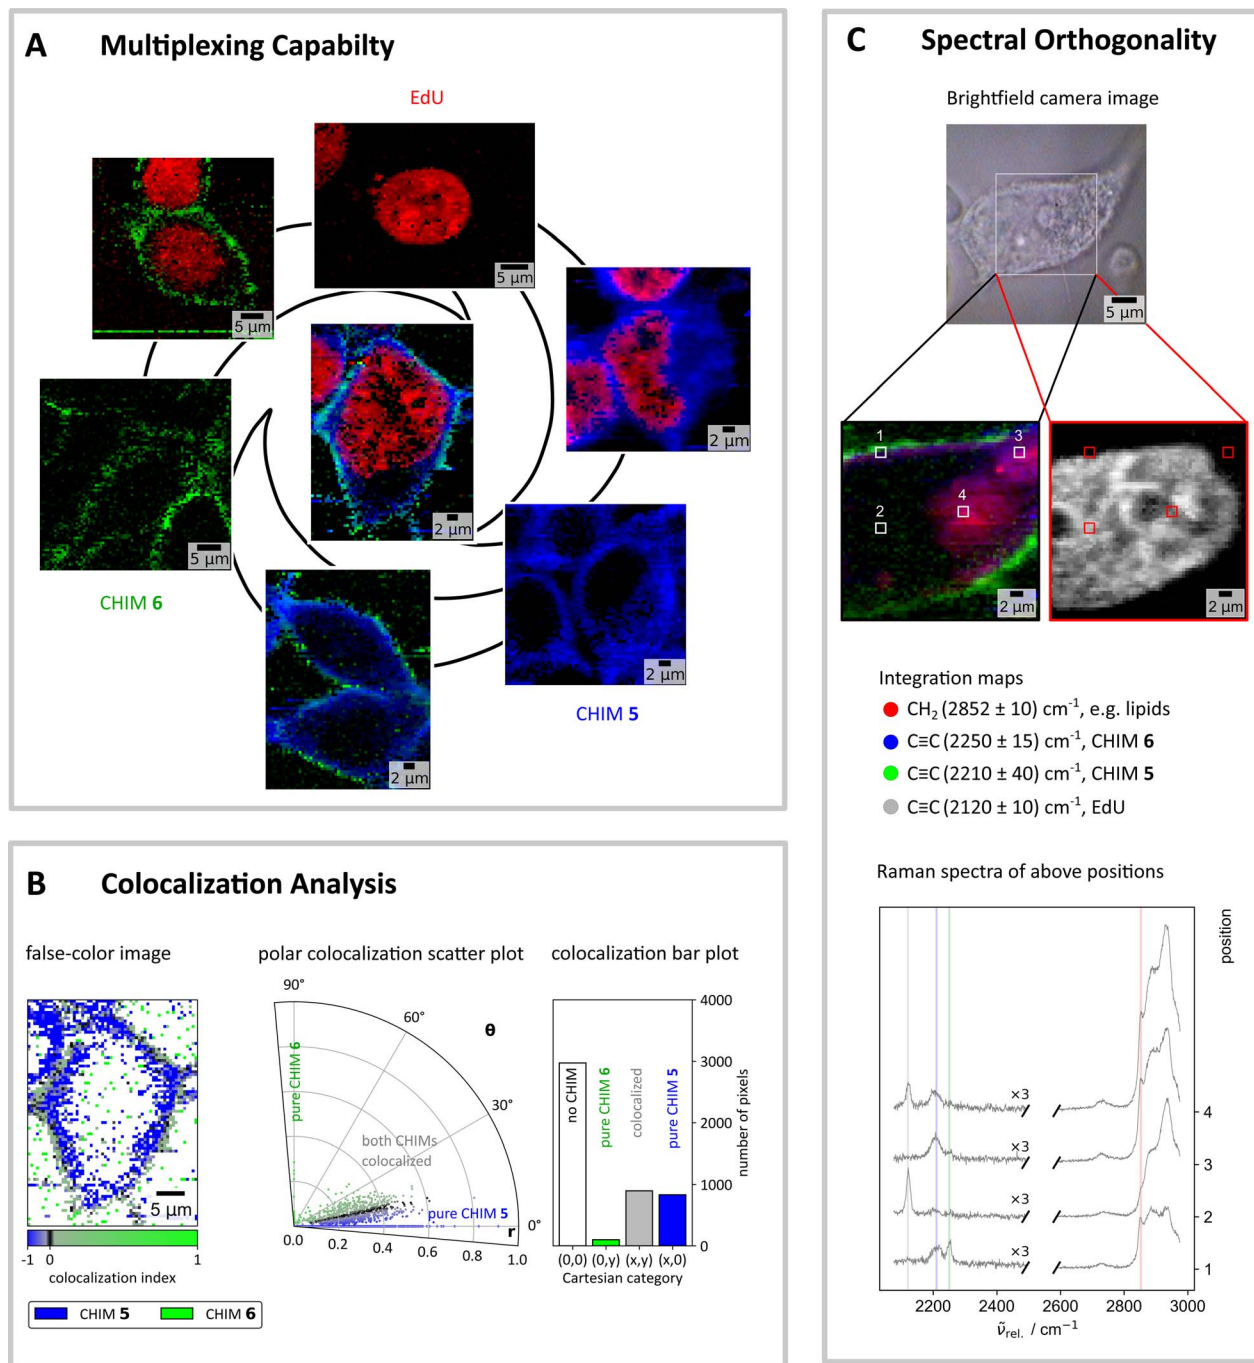 A Multiplexing Capabilty
EdU
5 µm
5 µm
2 µm
2 µm
5 µm
2 µm
2 µm
CHIM 6
CHIM 5
B Colocalization Analysis
false-color image
5 µm
-1 0 1
colocalization index
CHIM 5 CHIM 6
polar colocalization scatter plot
90°
60°
θ
30°
0°
pure CHIM 6
both CHIMs
colocalized
pure CHIM 5
r
0.0 0.2 0.4 0.6 0.8 1.0
colocalization bar plot
4000
3000
2000
1000
0
number of pixels
no CHIM
pure CHIM 6
colocalized
pure CHIM 5
(0,0) (0,y) (x,y) (x,0)
Cartesian category
C Spectral Orthogonality
Brightfield camera image
5 µm
1
3
4
2
2 µm
2 µm
Integration maps
CH₂ (2852 ± 10) cm⁻¹, e.g. lipids
C≡C (2250 ± 15) cm⁻¹, CHIM 6
C≡C (2210 ± 40) cm⁻¹, CHIM 5
C≡C (2120 ± 10) cm⁻¹, EdU
Raman spectra of above positions
position
×3
4
×3
3
×3
2
×3
1
2200 2400 2600 2800 3000
ṽrel. / cm⁻¹